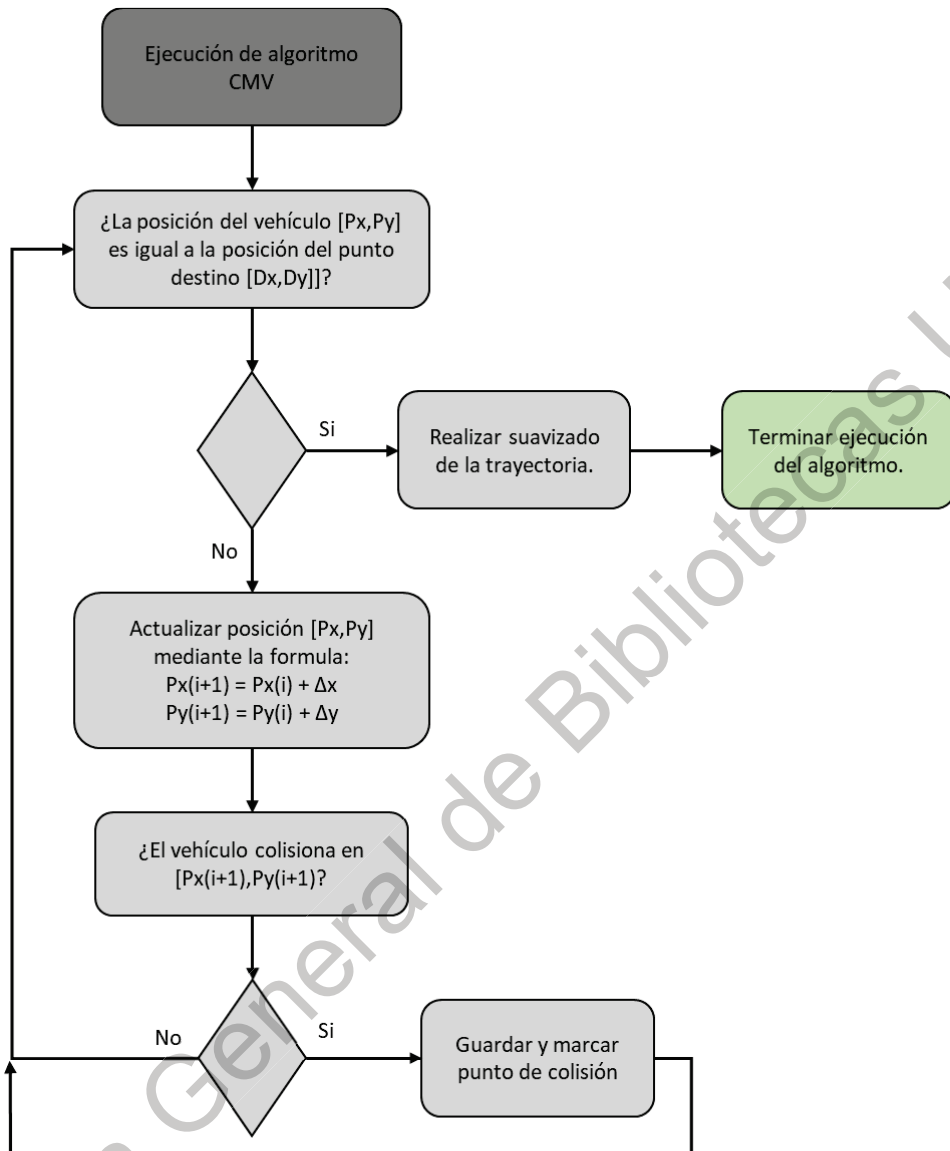 Ejecución de algoritmo
CMV
¿La posición del vehículo [Px,Py]
es igual a la posición del punto
destino [Dx,Dy]]?
Si
Realizar suavizado
de la trayectoria.
Terminar ejecución
del algoritmo.
No
Actualizar posición [Px,Py]
mediante la formula:
Px(i+1) = Px(i) + Δx
Py(i+1) = Py(i) + Δy
¿El vehículo colisiona en
[Px(i+1),Py(i+1)?
No
Si
Guardar y marcar
punto de colisión
General de Bibliotecas